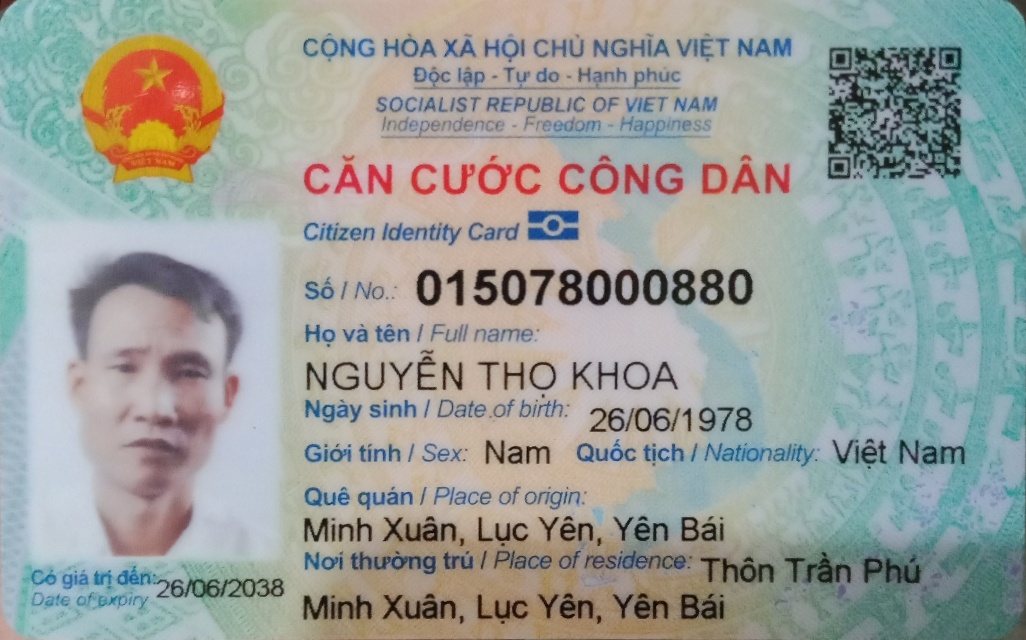 CỘNG HÒA XÃ HỘI CHỦ NGHĨA VIỆT NAM
Độc lập - Tự do - Hạnh phúc
SOCIALIST REPUBLIC OF VIET NAM
Independence - Freedom - Happiness
CĂN CƯỚC CÔNG DÂN
Citizen Identity Card
Số / No.: 015078000880
Họ và tên / Full name:
NGUYỄN THỌ KHOA
Ngày sinh / Date of birth: 26/06/1978
Giới tính / Sex: Nam Quốc tịch / Nationality: Việt Nam
Quê quán / Place of origin:
Minh Xuân, Lục Yên, Yên Bái
Nơi thường trú / Place of residence: Thôn Trần Phú
Minh Xuân, Lục Yên, Yên Bái
Có giá trị đến: 26/06/2038
Date of expiry
VIỆT NAM